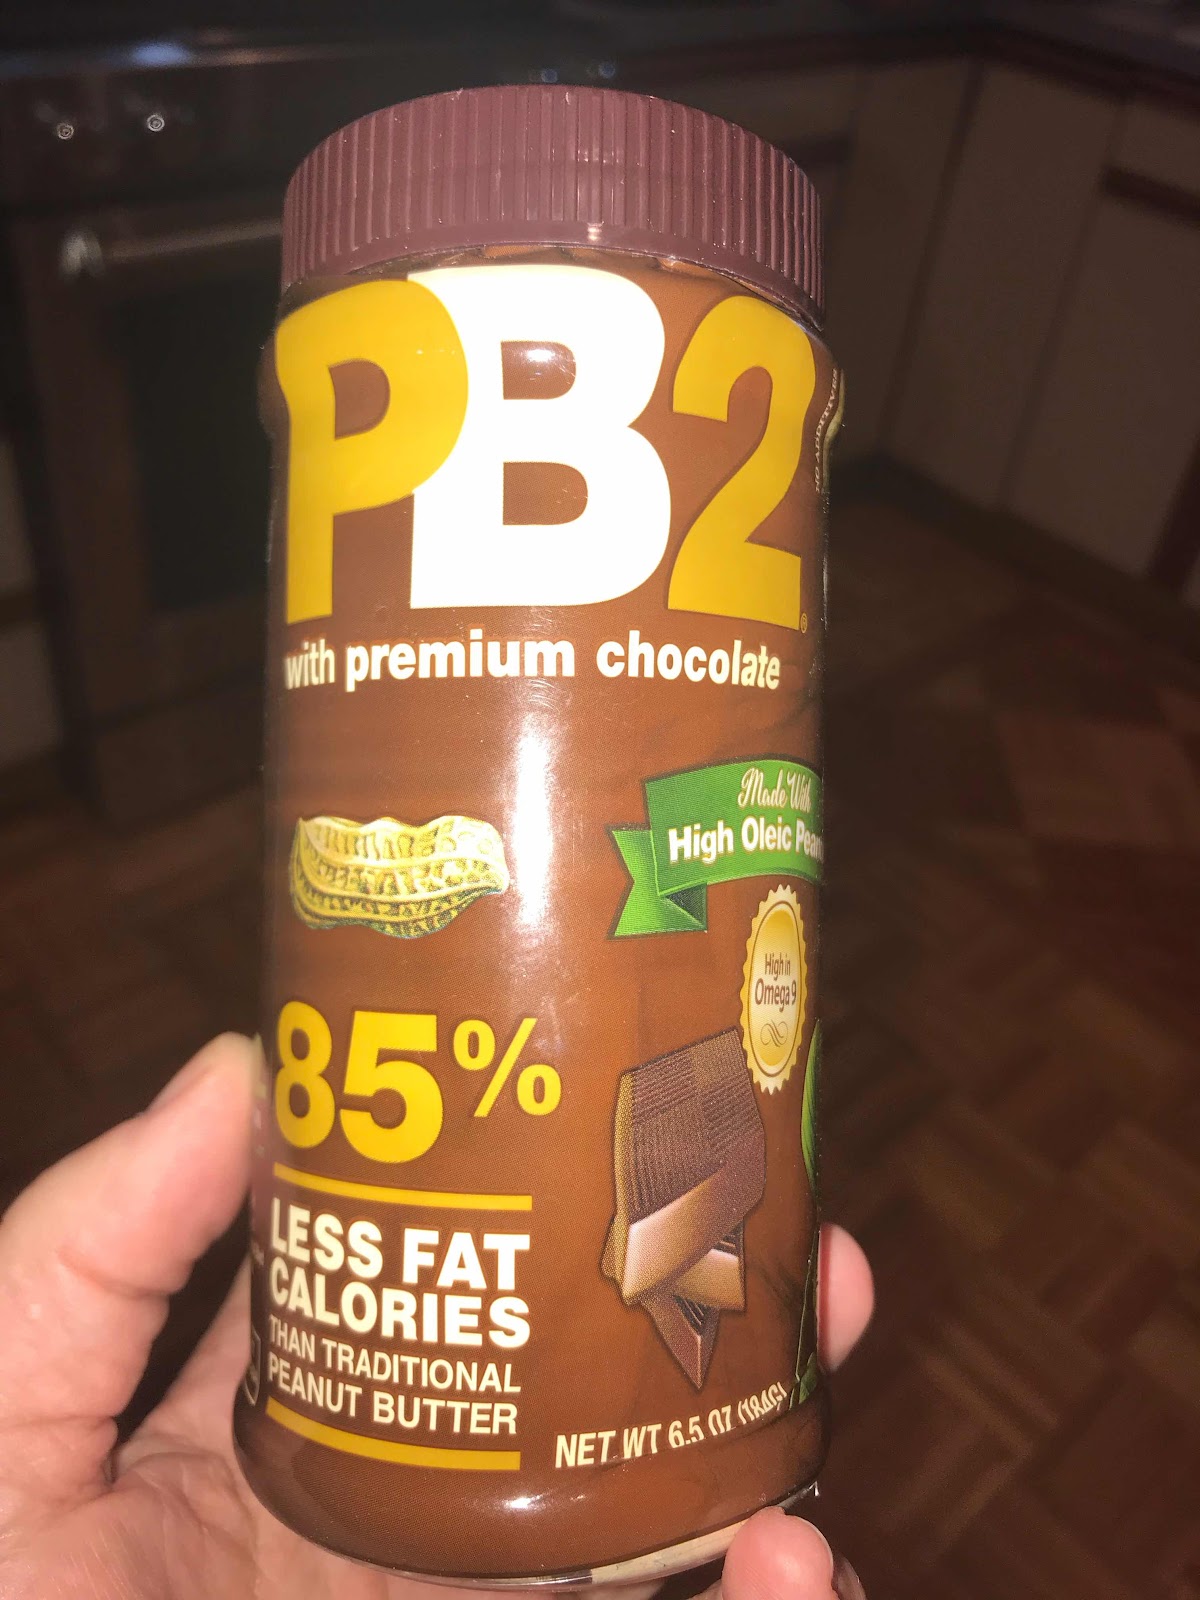 PB2®
with premium chocolate
Made With
High Oleic
High in
Omega 9
85%
LESS FAT
CALORIES
THAN TRADITIONAL
PEANUT BUTTER
NET WT 6.5 OZ (184G)